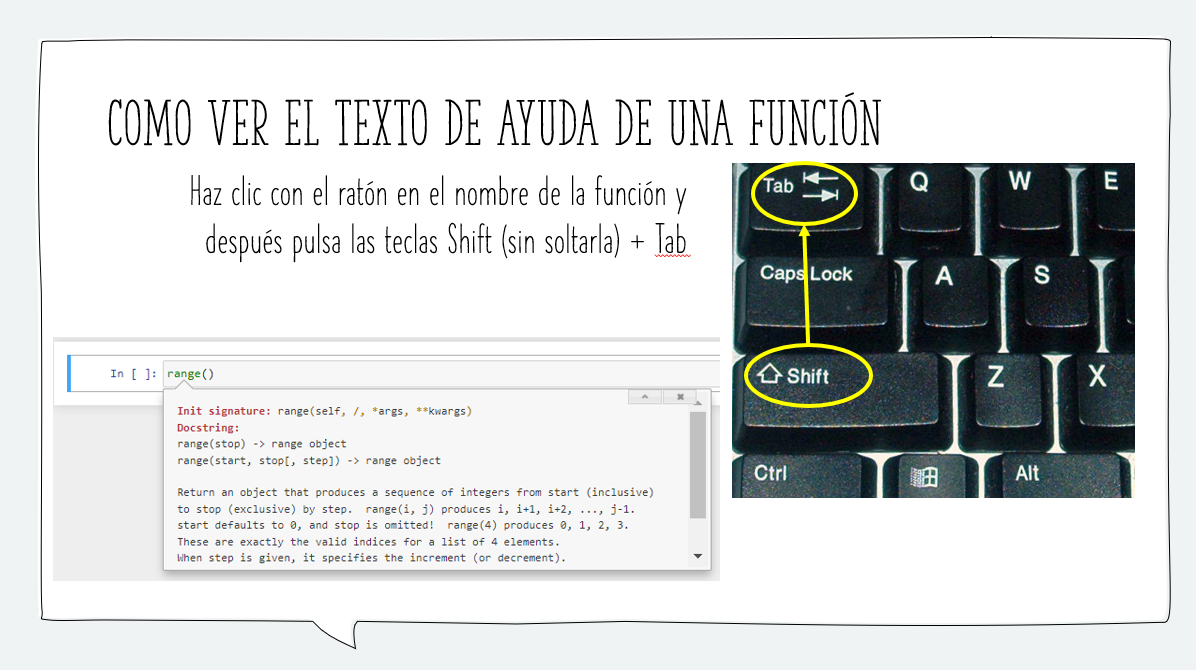 COMO VER EL TEXTO DE AYUDA DE UNA FUNCIÓN
Haz clic con el ratón en el nombre de la función y
después pulsa las teclas Shift (sin soltarla) + Tab
In [ ]: range()
Init signature: range(self, /, *args, **kwargs)
Docstring:
range(stop) -> range object
range(start, stop[, step]) -> range object
Return an object that produces a sequence of integers from start (inclusive)
to stop (exclusive) by step.  range(i, j) produces i, i+1, i+2, ..., j-1.
start defaults to 0, and stop is omitted!  range(4) produces 0, 1, 2, 3.
These are exactly the valid indices for a list of 4 elements.
When step is given, it specifies the increment (or decrement).
Tab Q W E
Caps Lock A S
Shift Z X
Ctrl Alt